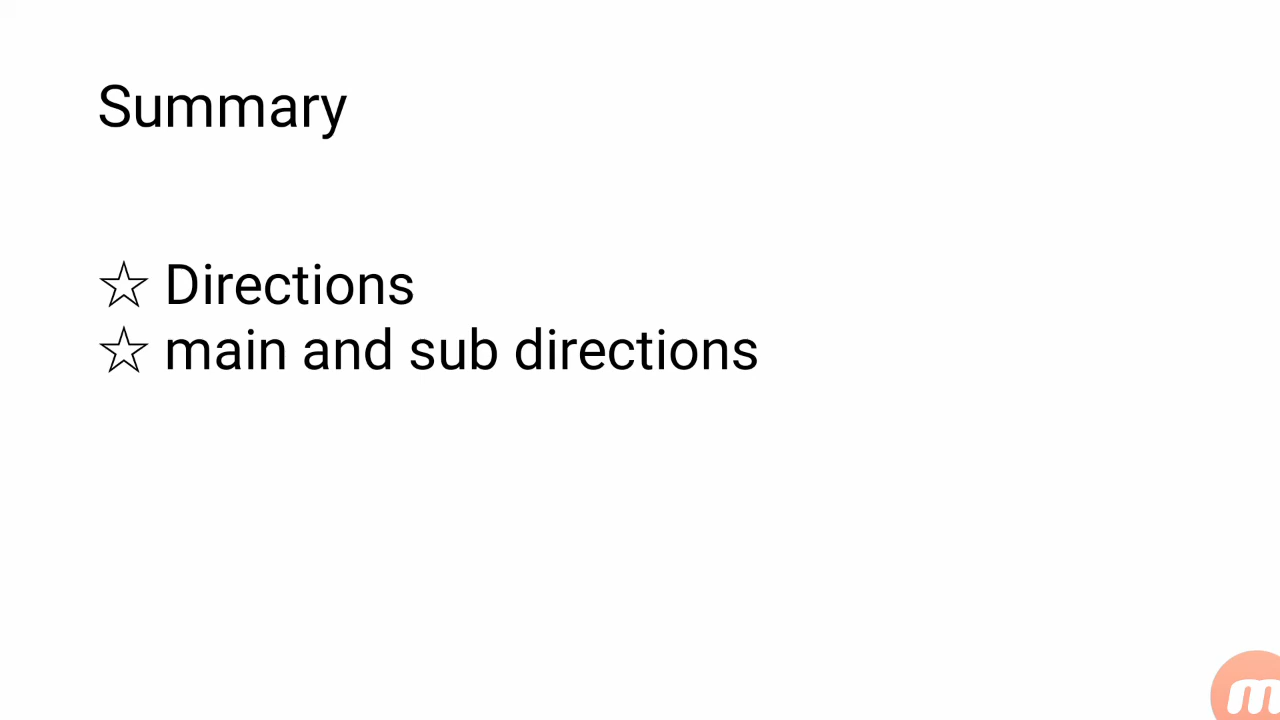 Summary
☆ Directions
☆ main and sub directions
m